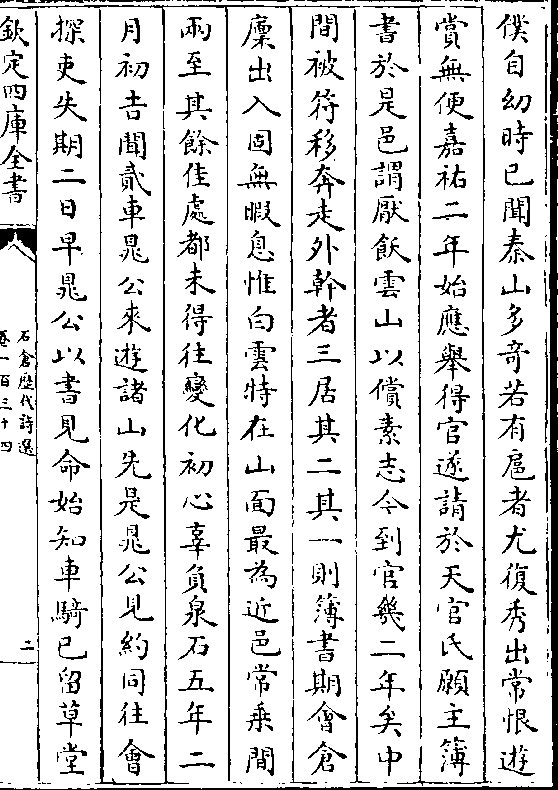 僕自幼時已聞泰山多奇若有扈者尤復秀出常恨遊
賞無便嘉祐二年始應舉得官遂請於天官氏願主簿
書於是邑謂厭飫雲山以償素志今到官幾二年矣中
間被符移奔走外幹者三居其二其一則簿書期會倉
廩出入固無暇息惟白雲特在山面最為近邑常乗間
兩至其餘佳處都未得往變化初心辜負泉石五年二
月初吉聞貳車晁公來遊諸山先是晁公見約同往會
探吏失期二日早晁公以書見命始知車騎已留草堂
欽定四庫全書
石倉歴代詩選
卷一百三十四
二